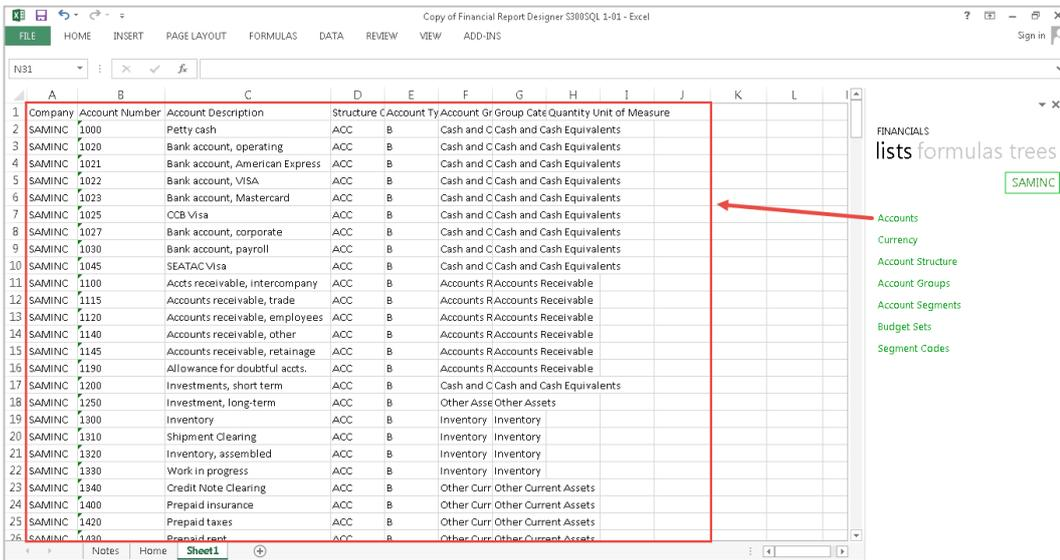 Copy of Financial Report Designer S300SQL 1-01 - Excel
FILE HOME INSERT PAGE LAYOUT FORMULAS DATA REVIEW VIEW ADD-INS Sign in
N31 fx
A B C D E F G H I J K L
1 Company Account Number Account Description Structure C Account Ty Account Gr Group Cate Quantity Unit of Measure
2 SAMINC 1000 Petty cash ACC B Cash and C Cash and Cash Equivalents
3 SAMINC 1020 Bank account, operating ACC B Cash and C Cash and Cash Equivalents
4 SAMINC 1021 Bank account, American Express ACC B Cash and C Cash and Cash Equivalents
5 SAMINC 1022 Bank account, VISA ACC B Cash and C Cash and Cash Equivalents
6 SAMINC 1023 Bank account, Mastercard ACC B Cash and C Cash and Cash Equivalents
7 SAMINC 1025 CCB Visa ACC B Cash and C Cash and Cash Equivalents
8 SAMINC 1027 Bank account, corporate ACC B Cash and C Cash and Cash Equivalents
9 SAMINC 1030 Bank account, payroll ACC B Cash and C Cash and Cash Equivalents
10 SAMINC 1045 SEATAC Visa ACC B Cash and C Cash and Cash Equivalents
11 SAMINC 1100 Accts receivable, intercompany ACC B Accounts R Accounts Receivable
12 SAMINC 1115 Accounts receivable, trade ACC B Accounts R Accounts Receivable
13 SAMINC 1120 Accounts receivable, employees ACC B Accounts R Accounts Receivable
14 SAMINC 1140 Accounts receivable, other ACC B Accounts R Accounts Receivable
15 SAMINC 1145 Accounts receivable, retainage ACC B Accounts R Accounts Receivable
16 SAMINC 1190 Allowance for doubtful accts. ACC B Accounts R Accounts Receivable
17 SAMINC 1200 Investments, short term ACC B Cash and C Cash and Cash Equivalents
18 SAMINC 1250 Investment, long-term ACC B Other Asse Other Assets
19 SAMINC 1300 Inventory ACC B Inventory Inventory
20 SAMINC 1310 Shipment Clearing ACC B Inventory Inventory
21 SAMINC 1320 Inventory, assembled ACC B Inventory Inventory
22 SAMINC 1330 Work in progress ACC B Inventory Inventory
23 SAMINC 1340 Credit Note Clearing ACC B Other Curr Other Current Assets
24 SAMINC 1400 Prepaid insurance ACC B Other Curr Other Current Assets
25 SAMINC 1420 Prepaid taxes ACC B Other Curr Other Current Assets
26 SAMINC 1430 Prepaid rent ACC B Other Curr Other Current Assets
Notes Home Sheet1
FINANCIALS
lists formulas trees
SAMINC
Accounts
Currency
Account Structure
Account Groups
Account Segments
Budget Sets
Segment Codes